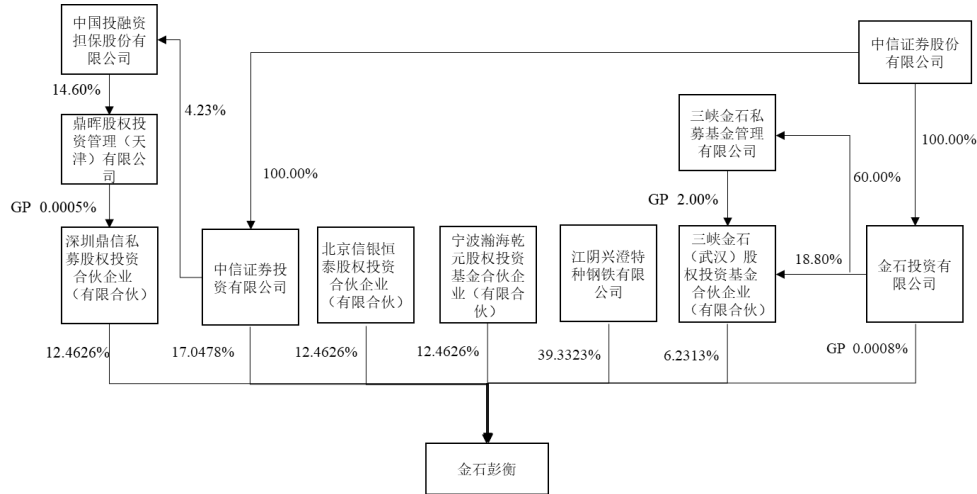 中国投融资
担保股份有
限公司
中信证券股份
有限公司
14.60%
4.23%
鼎晖股权投
资管理（天
津）有限公
司
三峡金石私
募基金管理
有限公司
100.00%
100.00%
60.00%
GP 0.0005%
GP 2.00%
深圳鼎信私
募股权投资
合伙企业
（有限合伙）
中信证券投
资有限公司
北京信银恒
泰股权投资
合伙企业
（有限合伙）
宁波瀚海乾
元股权投资
基金合伙企
业（有限合
伙）
江阴兴澄特
种钢铁有限
公司
三峡金石
（武汉）股
权投资基金
合伙企业
（有限合伙）
18.80%
金石投资有
限公司
12.4626%
17.0478%
12.4626%
12.4626%
39.3323%
6.2313%
GP 0.0008%
金石彭衡